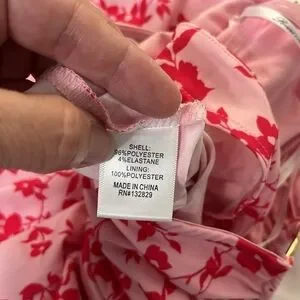 SHELL:
96%POLYESTER
4%ELASTANE
LINING:
100%POLYESTER
MADE IN CHINA
RN#132829